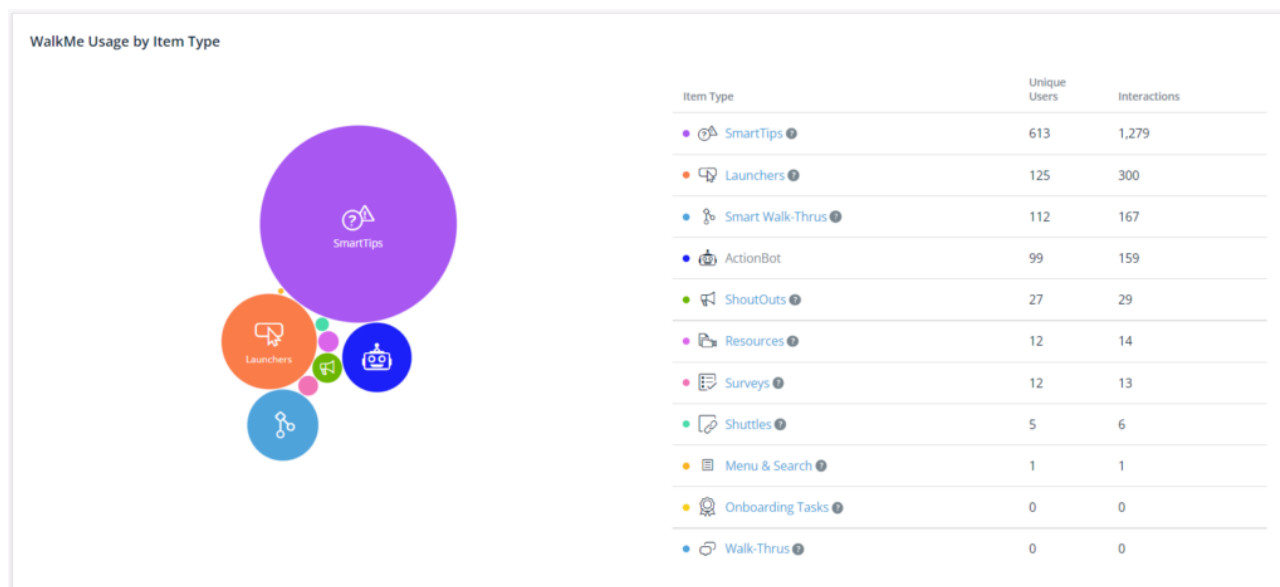 WalkMe Usage by Item Type
SmartTips
Launchers
Item Type Unique Users Interactions
SmartTips 613 1,279
Launchers 125 300
Smart Walk-Thrus 112 167
ActionBot 99 159
ShoutOuts 27 29
Resources 12 14
Surveys 12 13
Shuttles 5 6
Menu & Search 1 1
Onboarding Tasks 0 0
Walk-Thrus 0 0